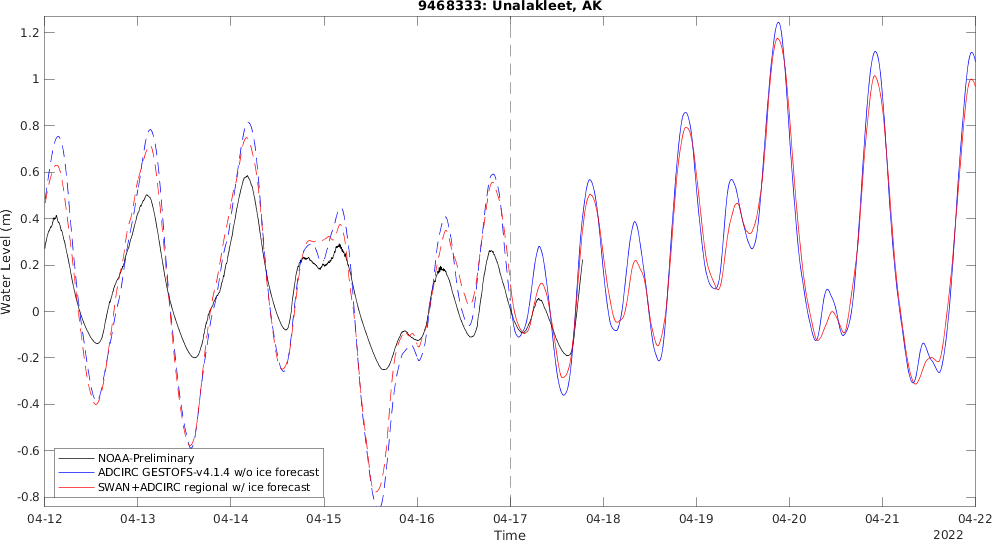 9468333: Unalakleet, AK
Water Level (m)
1.2
1
0.8
0.6
0.4
0.2
0
-0.2
-0.4
-0.6
-0.8
NOAA-Preliminary
ADCIRC GESTOFS-v4.1.4 w/o ice forecast
SWAN+ADCIRC regional w/ ice forecast
04-12 04-13 04-14 04-15 04-16 04-17 04-18 04-19 04-20 04-21 04-22
Time
2022